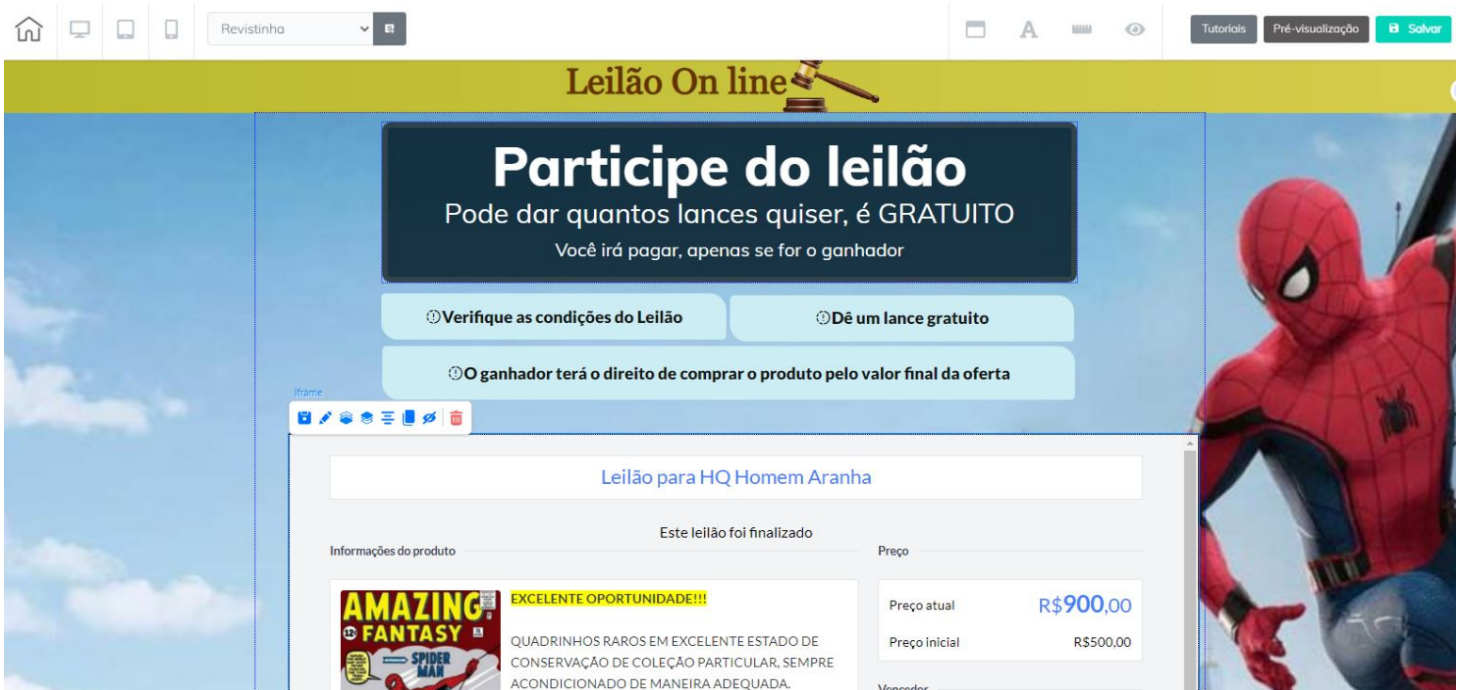 Revistinha
Tutoriais
Pré-visualização
Salvar
Leilão On line
Participe do leilão
Pode dar quantos lances quiser, é GRATUITO
Você irá pagar, apenas se for o ganhador
Verifique as condições do Leilão
Dê um lance gratuito
O ganhador terá o direito de comprar o produto pelo valor final da oferta
iframe
Leilão para HQ Homem Aranha
Este leilão foi finalizado
Informações do produto
Preço
AMAZING
FANTASY
SPIDER
MAN
EXCELENTE OPORTUNIDADE!!!
QUADRINHOS RAROS EM EXCELENTE ESTADO DE
CONSERVAÇÃO DE COLEÇÃO PARTICULAR, SEMPRE
ACONDICIONADO DE MANEIRA ADEQUADA.
Preço atual R$900,00
Preço inicial R$500,00
Vencedor